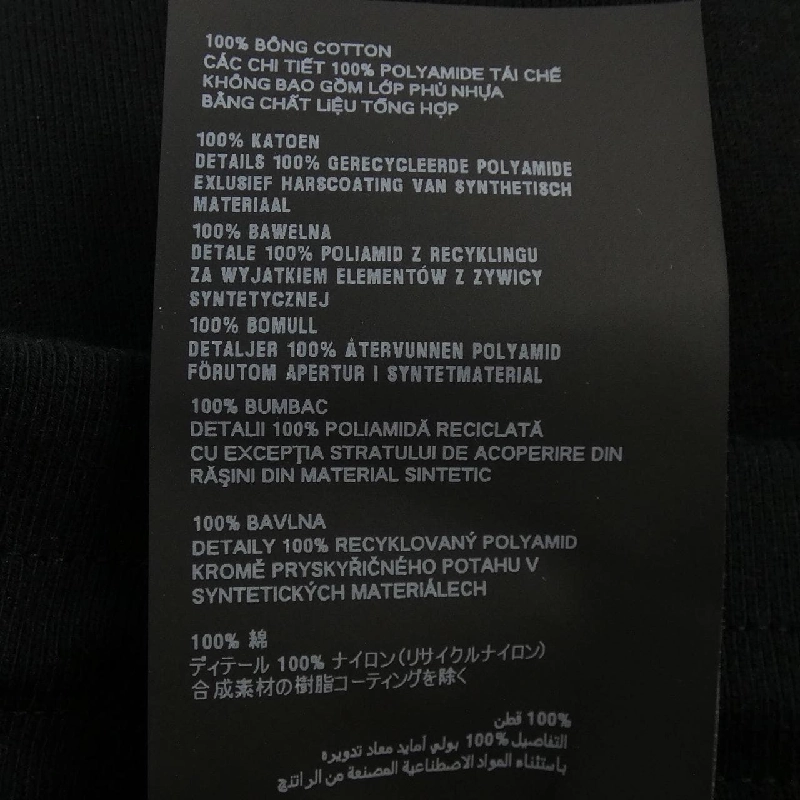 100% BÔNG COTTON
CÁC CHI TIẾT 100% POLYAMIDE TÁI CHẾ
KHÔNG BAO GỒM LỚP PHỦ NHỰA
BẰNG CHẤT LIỆU TỔNG HỢP
100% KATOEN
DETAILS 100% GERECYCLEERDE POLYAMIDE
EXLUSIEF HARSCOATING VAN SYNTHETISCH
MATERIAAL
100% BAWELNA
DETALE 100% POLIAMID Z RECYKLINGU
ZA WYJATKIEM ELEMENTÓW Z ZYWICY
SYNTETYCZNEJ
100% BOMULL
DETALJER 100% ÅTERVUNNEN POLYAMID
FÖRUTOM APERTUR I SYNTETMATERIAL
100% BUMBAC
DETALII 100% POLIAMIDĂ RECICLATĂ
CU EXCEPŢIA STRATULUI DE ACOPERIRE DIN
RĂŞINI DIN MATERIAL SINTETIC
100% BAVLNA
DETAILY 100% RECYKLOVANÝ POLYAMID
KROMĚ PRYSKYŘIČNÉHO POTAHU V
SYNTETICKÝCH MATERIÁLECH
100% 綿
ディテール 100% ナイロン(リサイクルナイロン)
合成素材の樹脂コーティングを除く
100% قطن
التفاصيل 100% بولي أمايد معاد تدويره
باستثناء المواد الاصطناعية المصنعة من الراتنج